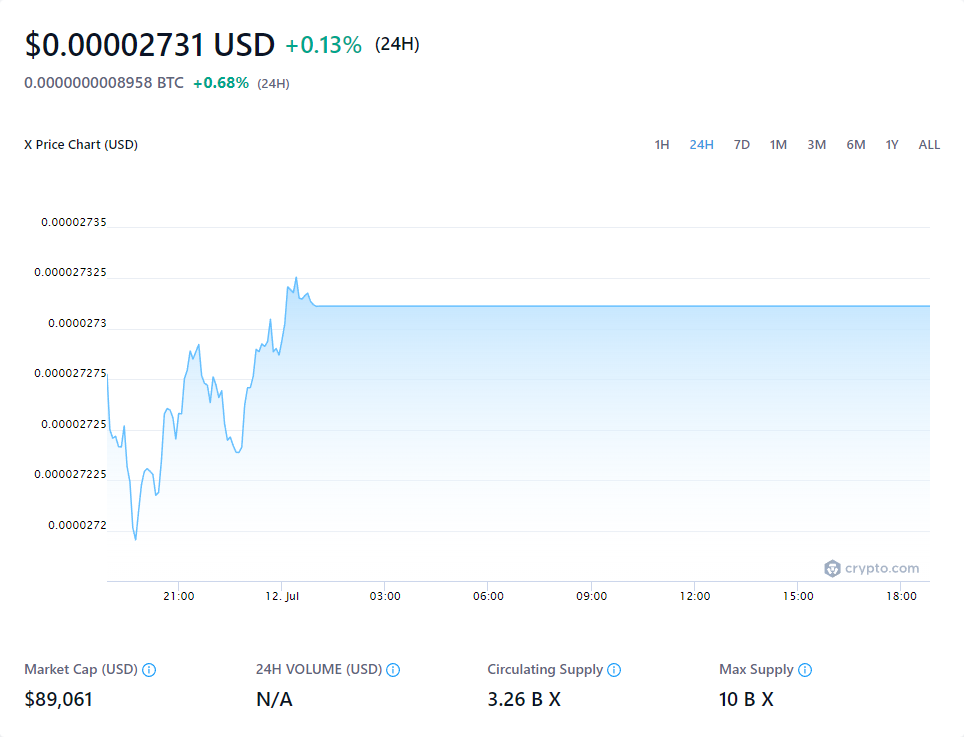 $0.00002731 USD +0.13% (24H)
0.0000000008958 BTC +0.68% (24H)
X Price Chart (USD)
1H 24H 7D 1M 3M 6M 1Y ALL
0.00002735
0.000027325
0.0000273
0.000027275
0.00002725
0.000027225
0.0000272
crypto.com
21:00 12. Jul 03:00 06:00 09:00 12:00 15:00 18:00
Market Cap (USD) 24H VOLUME (USD) Circulating Supply Max Supply
$89,061 N/A 3.26 B X 10 B X